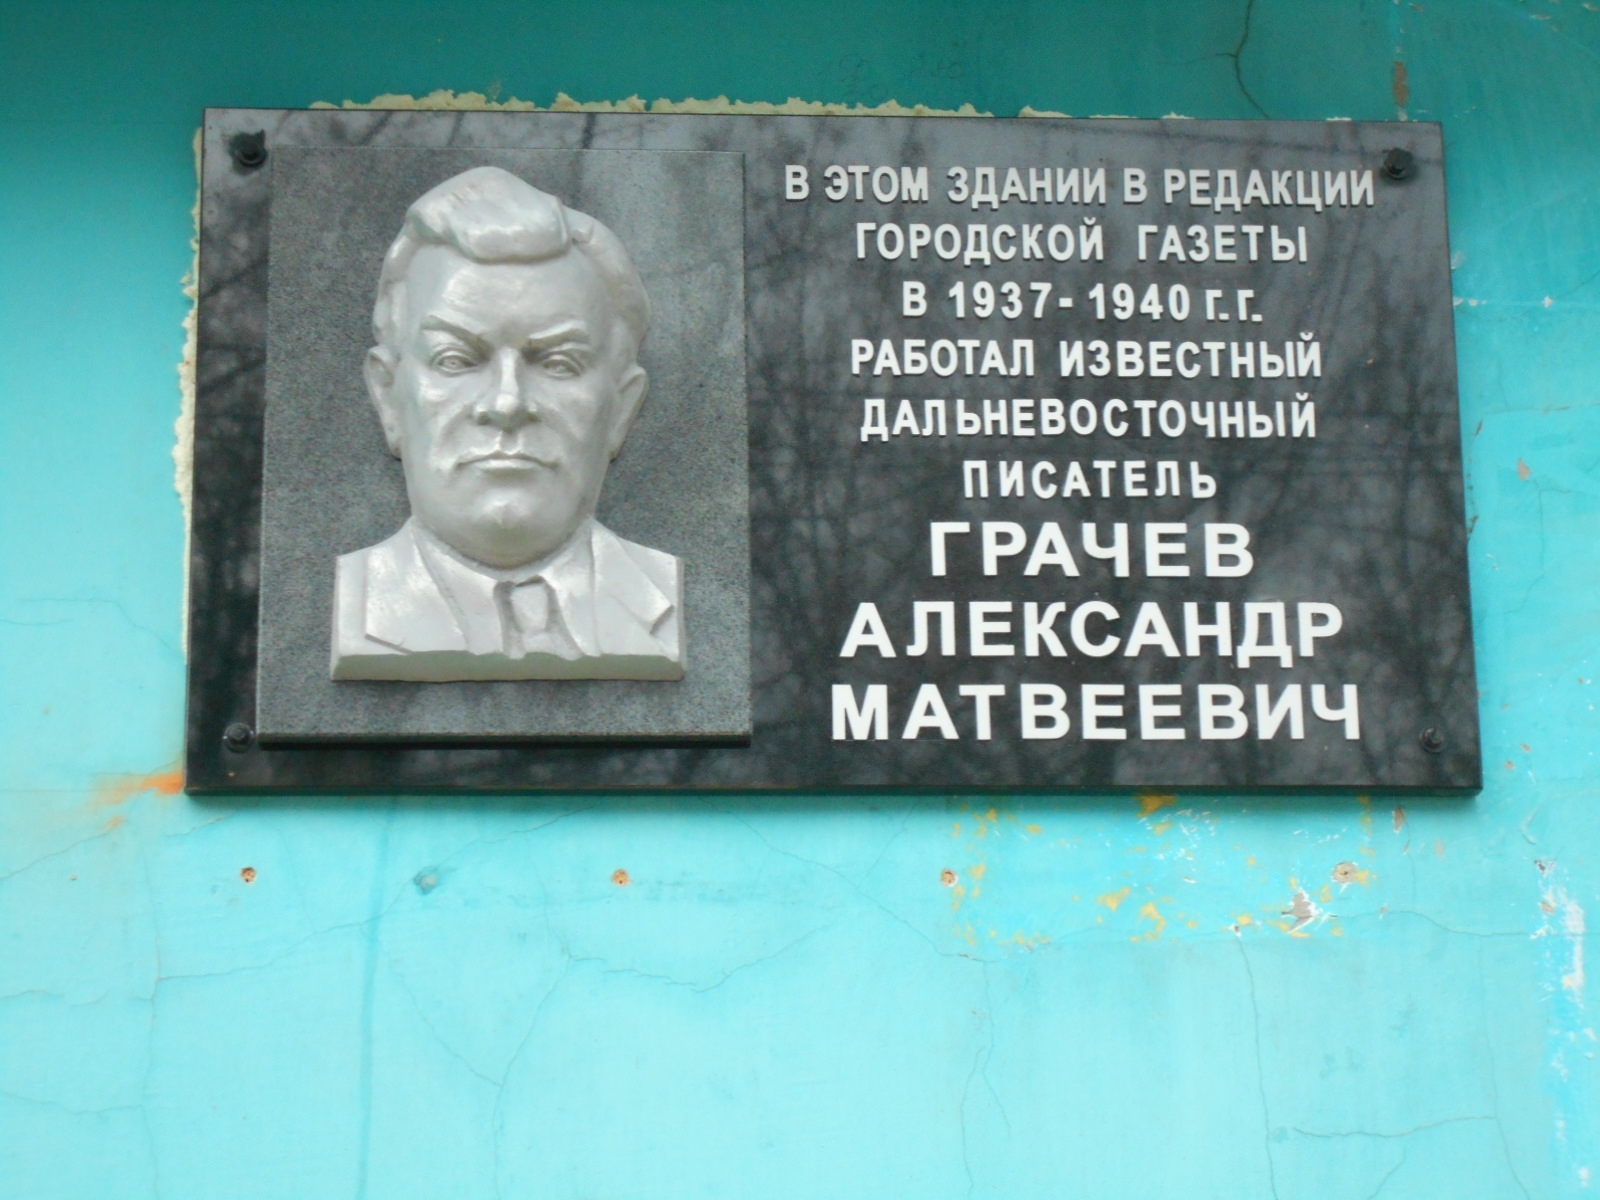 В ЭТОМ ЗДАНИИ В РЕДАКЦИИ
ГОРОДСКОЙ ГАЗЕТЫ
В 1937-1940 Г.Г.
РАБОТАЛ ИЗВЕСТНЫЙ
ДАЛЬНЕВОСТОЧНЫЙ
ПИСАТЕЛЬ
ГРАЧЕВ
АЛЕКСАНДР
МАТВЕЕВИЧ